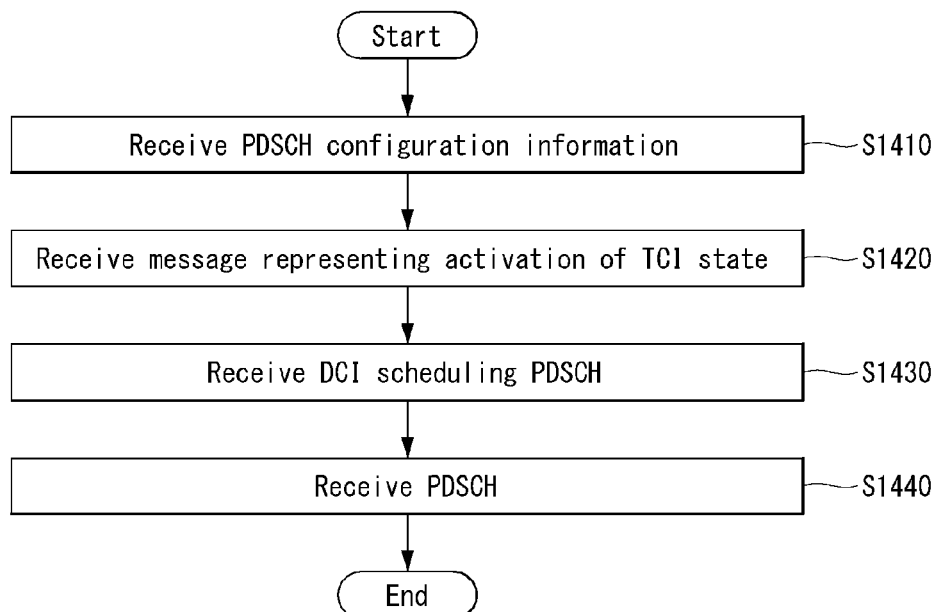 Start
Receive PDSCH configuration information
S1410
Receive message representing activation of TCI state
S1420
Receive DCI scheduling PDSCH
S1430
Receive PDSCH
S1440
End